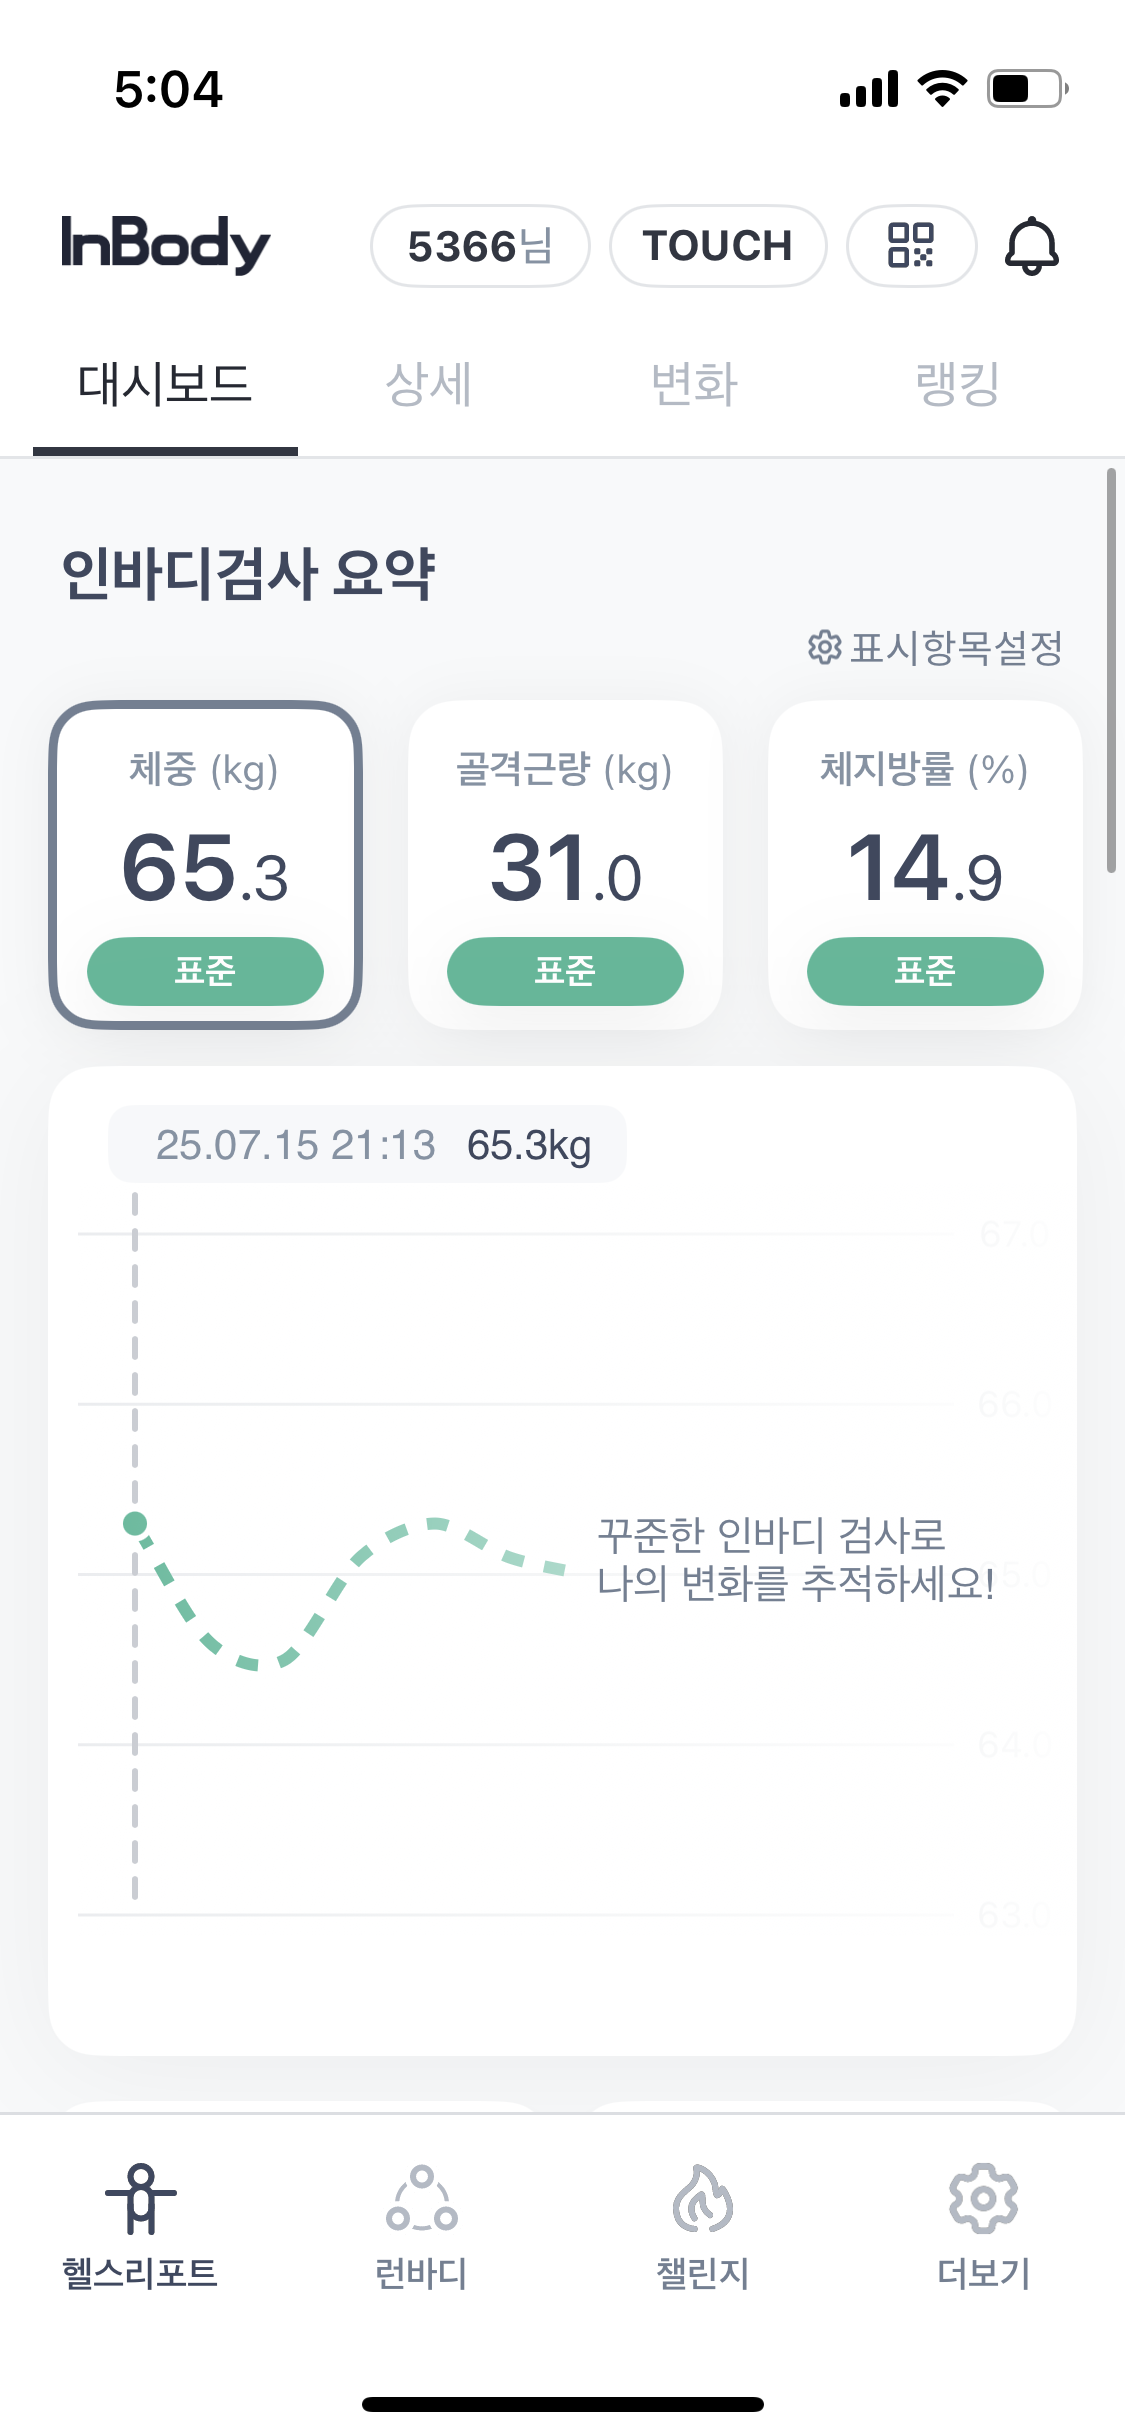 5:04
InBody 5366님 TOUCH
대시보드 상세 변화 랭킹
인바디검사 요약
표시항목설정
체중 (kg) 골격근량 (kg) 체지방률 (%)
65.3 31.0 14.9
표준 표준 표준
25.07.15 21:13 65.3kg
67.0
66.0
꾸준한 인바디 검사로
나의 변화를 추적하세요!
65.0
64.0
63.0
헬스리포트 런바디 챌린지 더보기